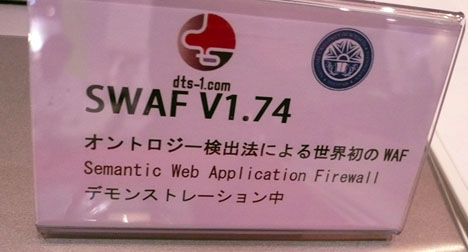 dts-1.com
SWAF V1.74
オントロジー検出法による世界初のWAF
Semantic Web Application Firewall
デモンストレーション中